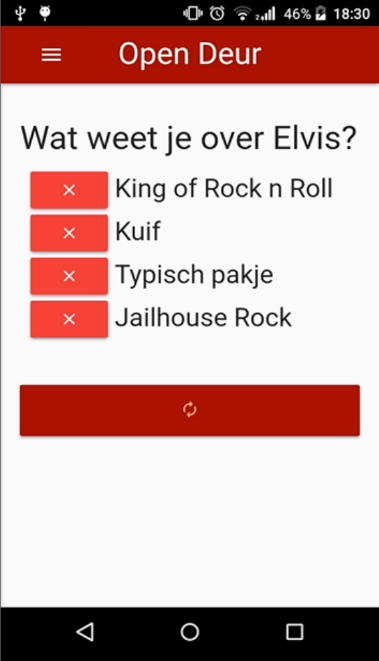 46% 18:30
Open Deur
Wat weet je over Elvis?
King of Rock n Roll
Kuif
Typisch pakje
Jailhouse Rock